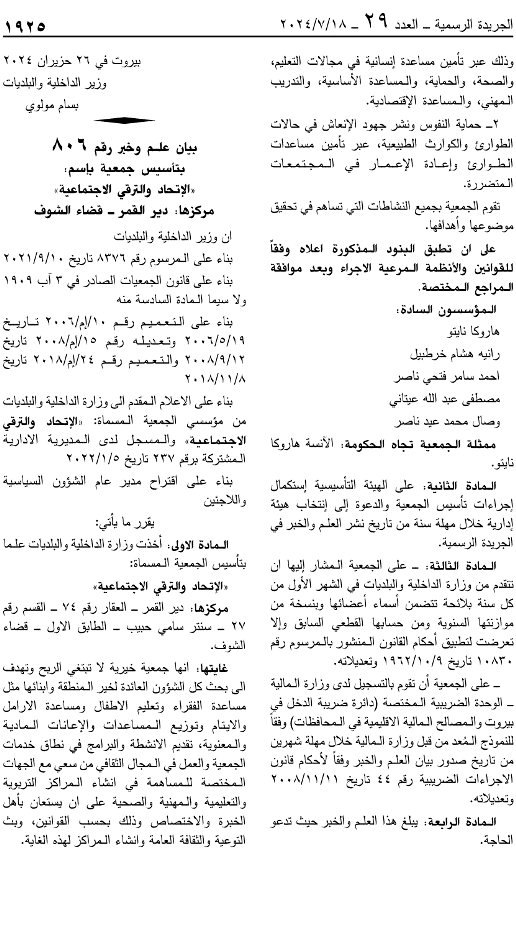 الجريدة الرسمية ــ العدد ٢٩ ــ ٢٠٢٤/٧/١٨
١٩٢٥
وذلك عبر تأمين مساعدة إنسانية في مجالات التعليم،
والصحة، والحماية، والمساعدة الأساسية، والتدريب
المهني، والمساعدة الإقتصادية.
٢ــ حماية النفوس ونشر جهود الإنعاش في حالات
الطوارئ والكوارث الطبيعية، عبر تأمين مساعدات
الطوارئ وإعادة الإعمار في المجتمعات
المتضررة.
تقوم الجمعية بجميع النشاطات التي تساهم في تحقيق
موضوعها وأهدافها.
على ان تطبق البنود المذكورة اعلاه وفقاً
للقوانين والأنظمة المرعية الاجراء وبعد موافقة
المراجع المختصة.
المؤسسون السادة:
هاروكا نايتو
رانيه هشام خرطبيل
احمد سامر فتحي ناصر
مصطفى عبد الله عيتاني
وصال محمد عيد ناصر
ممثلة الجمعية تجاه الحكومة: الآنسة هاروكا
نايتو.
المادة الثانية: على الهيئة التأسيسية إستكمال
إجراءات تأسيس الجمعية والدعوة إلى إنتخاب هيئة
إدارية خلال مهلة سنة من تاريخ نشر العلم والخبر في
الجريدة الرسمية.
المادة الثالثة: ــ على الجمعية المشار إليها ان
تتقدم من وزارة الداخلية والبلديات في الشهر الأول من
كل سنة بلائحة تتضمن أسماء أعضائها وبنسخة من
موازنتها السنوية ومن حسابها القطعي السابق وإلا
تعرضت لتطبيق أحكام القانون المنشور بالمرسوم رقم
١٠٨٣٠ تاريخ ١٩٦٢/١٠/٩ وتعديلاته.
ــ على الجمعية أن تقوم بالتسجيل لدى وزارة المالية
ــ الوحدة الضريبية المختصة (دائرة ضريبة الدخل في
بيروت والمصالح المالية الاقليمية في المحافظات) وفقاً
للنموذج المُعد من قبل وزارة المالية خلال مهلة شهرين
من تاريخ صدور بيان العلم والخبر وفقاً لأحكام قانون
الاجراءات الضريبية رقم ٤٤ تاريخ ٢٠٠٨/١١/١١
وتعديلاته.
المادة الرابعة: يبلغ هذا العلم والخبر حيث تدعو
الحاجة.
بيروت في ٢٦ حزيران ٢٠٢٤
وزير الداخلية والبلديات
بسام مولوي
بيان علم وخبر رقم ٨٠٦
بتأسيس جمعية بإسم:
«الإتحاد والترقي الاجتماعية»
مركزها: دير القمر ــ قضاء الشوف
ان وزير الداخلية والبلديات
بناء على المرسوم رقم ٨٣٧٦ تاريخ ٢٠٢١/٩/١٠
بناء على قانون الجمعيات الصادر في ٣ آب ١٩٠٩
ولا سيما المادة السادسة منه
بناء على التعميم رقم ١٠/إم/٢٠٠٦ تاريخ
٢٠٠٦/٥/١٩ وتعديله رقم ١٥/إم/٢٠٠٨ تاريخ
٢٠٠٨/٩/١٢ والتعميم رقم ٢٤/إم/٢٠١٨ تاريخ
٢٠١٨/١١/٨
بناء على الاعلام المقدم الى وزارة الداخلية والبلديات
من مؤسسي الجمعية المسماة: «الإتحاد والترقي
الاجتماعية» والمسجل لدى المديرية الادارية
المشتركة برقم ٢٣٧ تاريخ ٢٠٢٢/١/٥
بناء على اقتراح مدير عام الشؤون السياسية
واللاجئين
يقرر ما يأتي:
المادة الاولى: أخذت وزارة الداخلية والبلديات علما
بتأسيس الجمعية المسماة:
«الإتحاد والترقي الاجتماعية»
مركزها: دير القمر ــ العقار رقم ٧٤ ــ القسم رقم
٢٧ ــ سنتر سامي حبيب ــ الطابق الاول ــ قضاء
الشوف.
غايتها: انها جمعية خيرية لا تبتغي الربح وتهدف
الى بحث كل الشؤون العائدة لخير المنطقة وابنائها مثل
مساعدة الفقراء وتعليم الاطفال ومساعدة الارامل
والايتام وتوزيع المساعدات والإعانات المادية
والمعنوية، تقديم الانشطة والبرامج في نطاق خدمات
الجمعية والعمل في المجال الثقافي من سعي مع الجهات
المختصة للمساهمة في انشاء المراكز التربوية
والتعليمية والمهنية والصحية على ان يستعان بأهل
الخبرة والاختصاص وذلك بحسب القوانين، وبث
التوعية والثقافة العامة وانشاء المراكز لهذه الغاية.